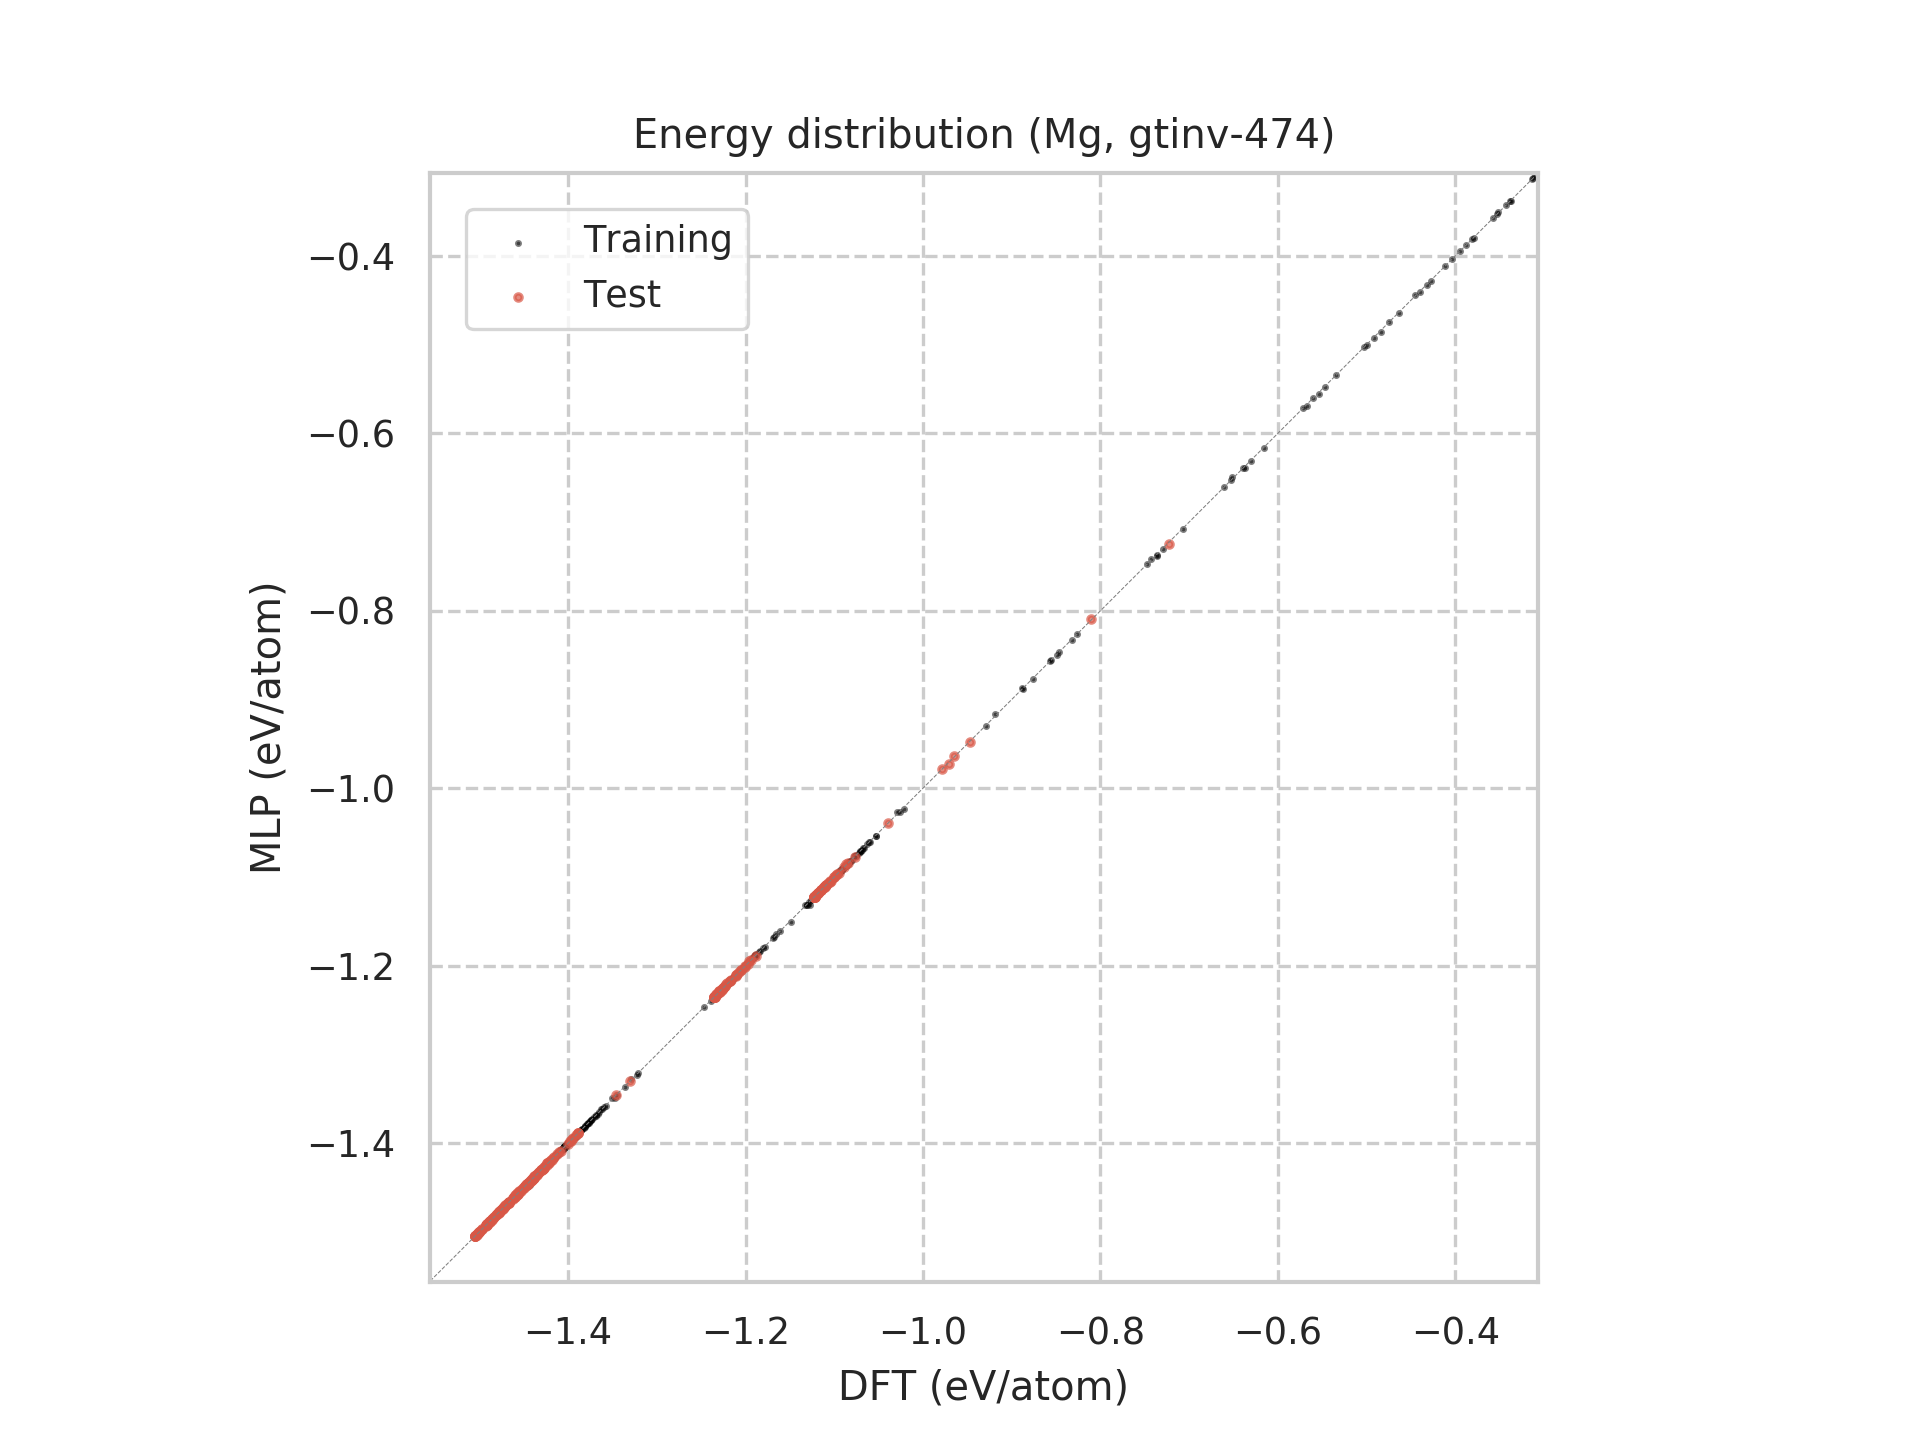 Energy distribution (Mg, gtinv-474)
Training
Test
−0.4
−0.6
−0.8
−1.0
−1.2
−1.4
MLP (eV/atom)
−1.4 −1.2 −1.0 −0.8 −0.6 −0.4
DFT (eV/atom)